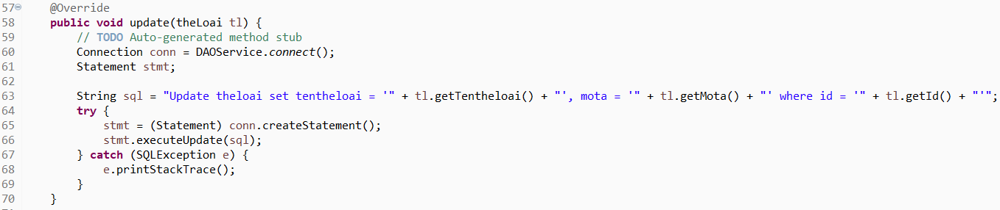 57 @Override
58 public void update(theLoai tl) {
59 // TODO Auto-generated method stub
60 Connection conn = DAOService.connect();
61 Statement stmt;
62
63 String sql = "Update theloai set tentheloai = '" + tl.getTentheloai() + "', mota = '" + tl.getMota() + "' where id = '" + tl.getId() + "'";
64 try {
65 stmt = (Statement) conn.createStatement();
66 stmt.executeUpdate(sql);
67 } catch (SQLException e) {
68 e.printStackTrace();
69 }
70 }